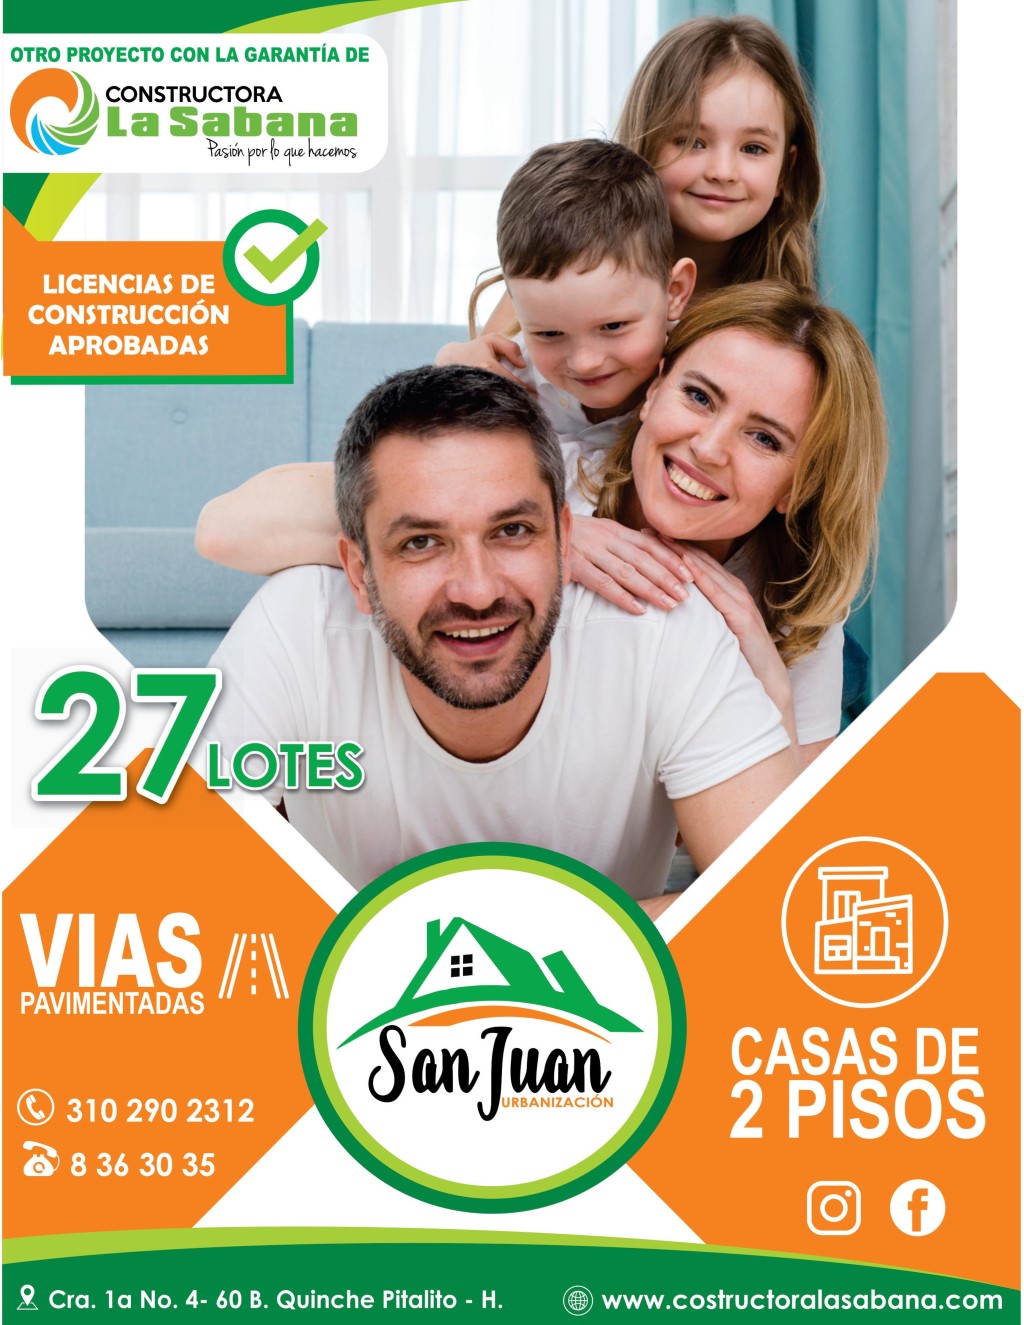 OTRO PROYECTO CON LA GARANTÍA DE
CONSTRUCTORA
La Sabana
Pasión por lo que hacemos
LICENCIAS DE
CONSTRUCCIÓN
APROBADAS
27 LOTES
VIAS
PAVIMENTADAS
310 290 2312
8 36 30 35
San Juan
URBANIZACIÓN
CASAS DE
2 PISOS
Cra. 1a No. 4- 60 B. Quinche Pitalito - H.
www.costructoralasabana.com